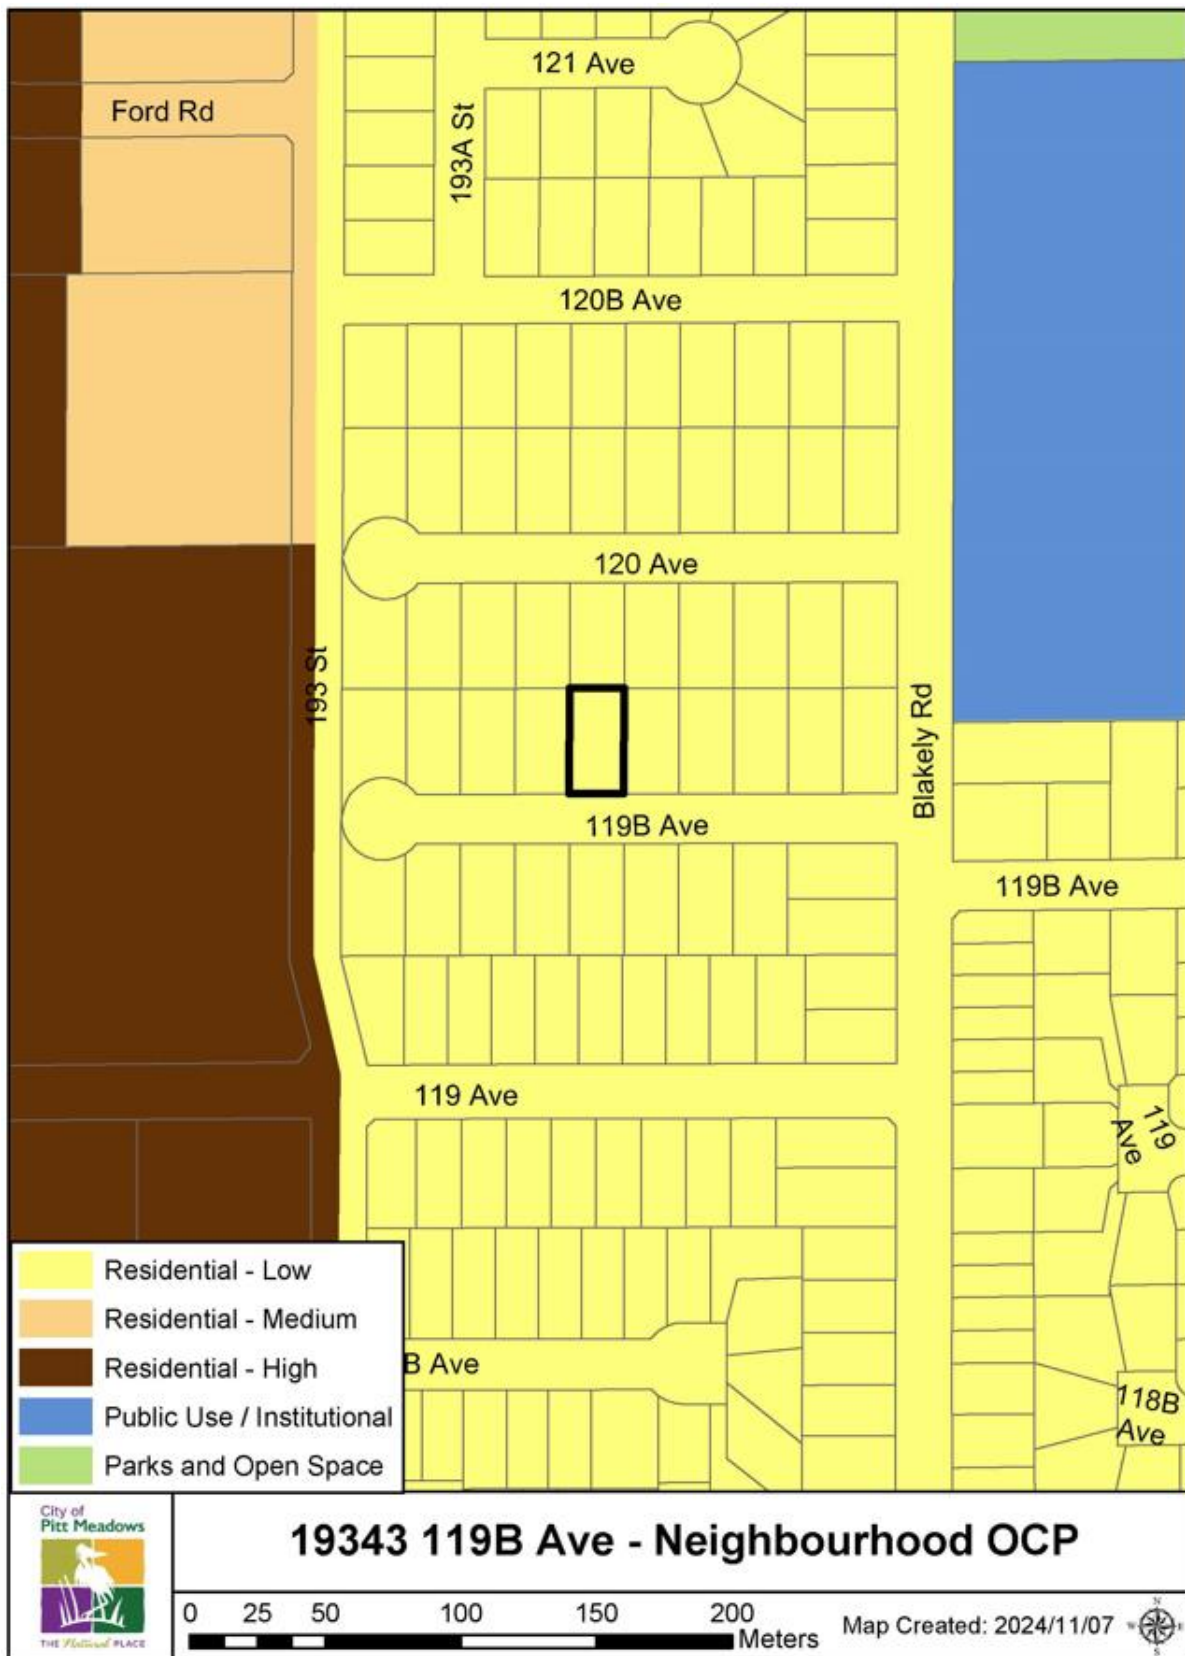 121 Ave
Ford Rd
193A St
120B Ave
120 Ave
193 St
Blakely Rd
119B Ave
119B Ave
119 Ave
119
Ave
B Ave
118B
Ave
Residential - Low
Residential - Medium
Residential - High
Public Use / Institutional
Parks and Open Space
City of
Pitt Meadows
THE Natural PLACE
19343 119B Ave - Neighbourhood OCP
0 25 50 100 150 200
Meters
Map Created: 2024/11/07
N
W E
S